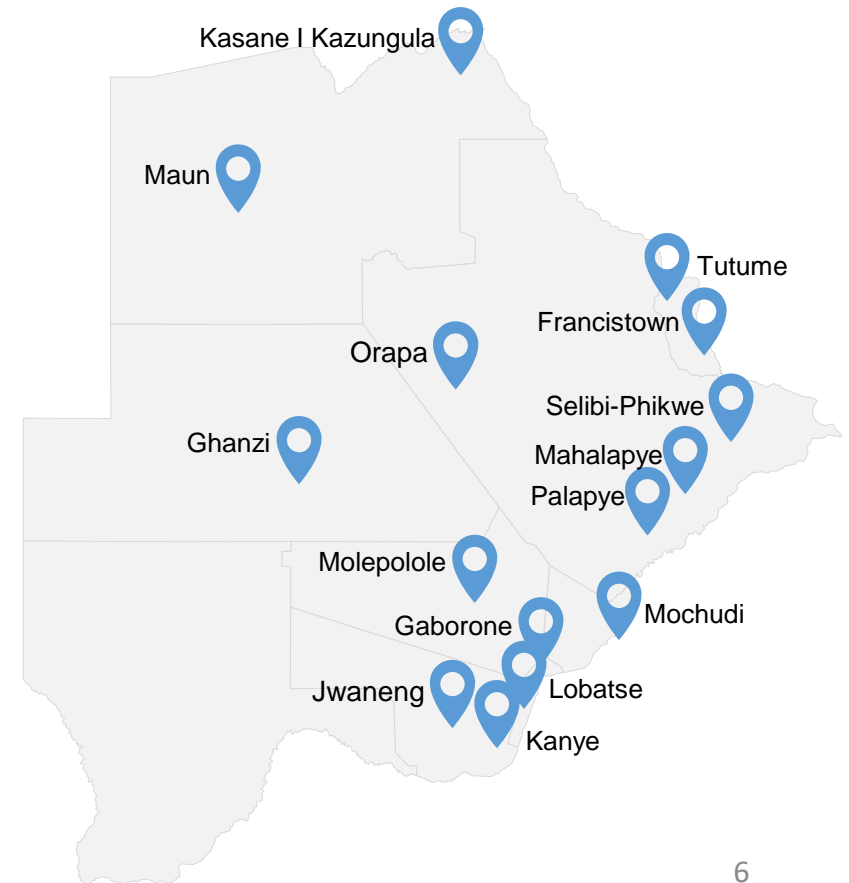 Kasane I Kazungula
Maun
Tutume
Francistown
Orapa
Selibi-Phikwe
Ghanzi
Mahalapye
Palapye
Molepolole
Mochudi
Gaborone
Jwaneng
Lobatse
Kanye
6